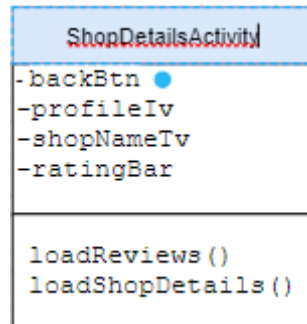 ShopDetailsActivity
-backBtn
-profileIv
-shopNameTv
-ratingBar
loadReviews()
loadShopDetails()